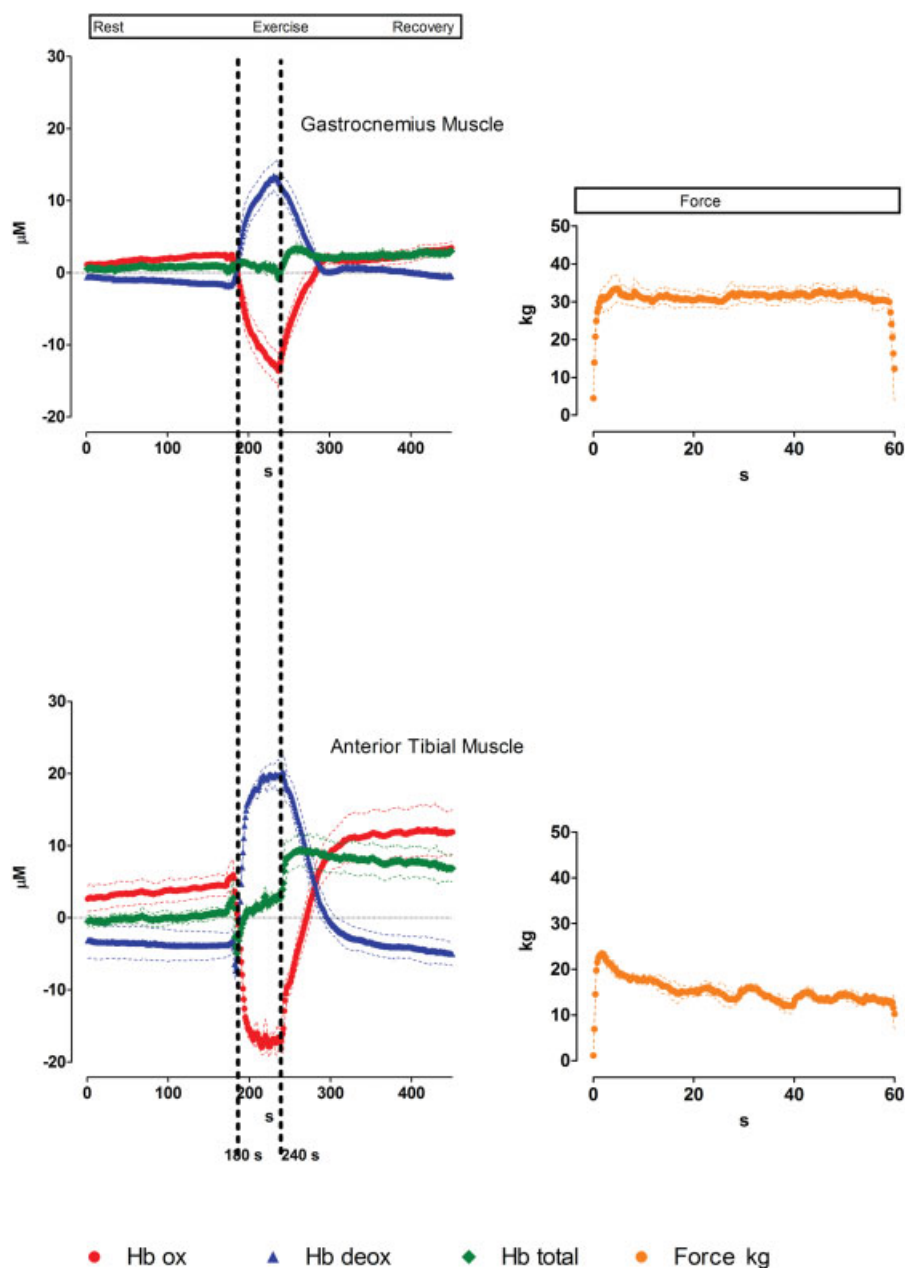 Rest Exercise Recovery
30
20
10
0
-10
-20
μM
Gastrocnemius Muscle
0 100 200 300 400
s
Force
50
40
30
20
10
0
kg
0 20 40 60
s
30
20
10
0
-10
-20
μM
Anterior Tibial Muscle
0 100 200 300 400
s
180 s 240 s
50
40
30
20
10
0
kg
0 20 40 60
s
Hb ox Hb deox Hb total Force kg